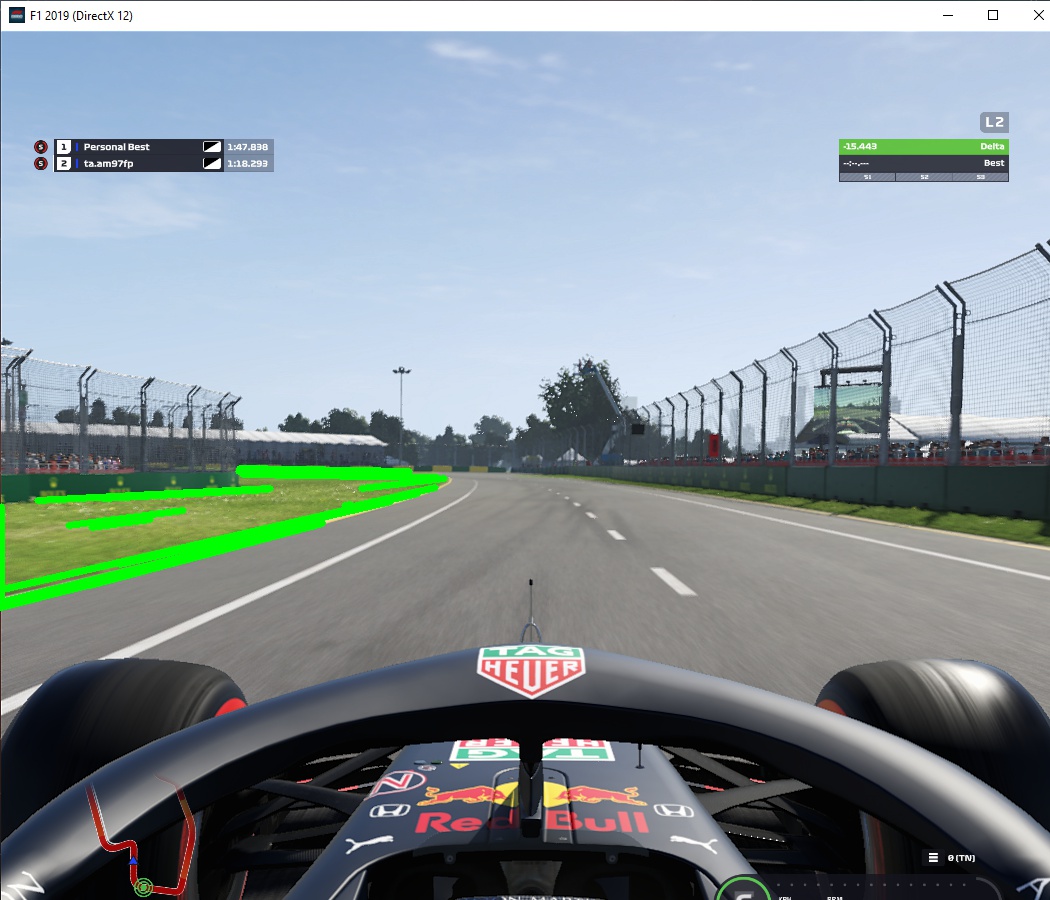 F1 2019 (DirectX 12)
L2
S 1 Personal Best 1:47.838
S 2 ta.am97fp 1:18.293
-15.443 Delta
--:--.--- Best
S1 S2 S3
TAG
HEUER
TAG
Red Bull
0 (TN)